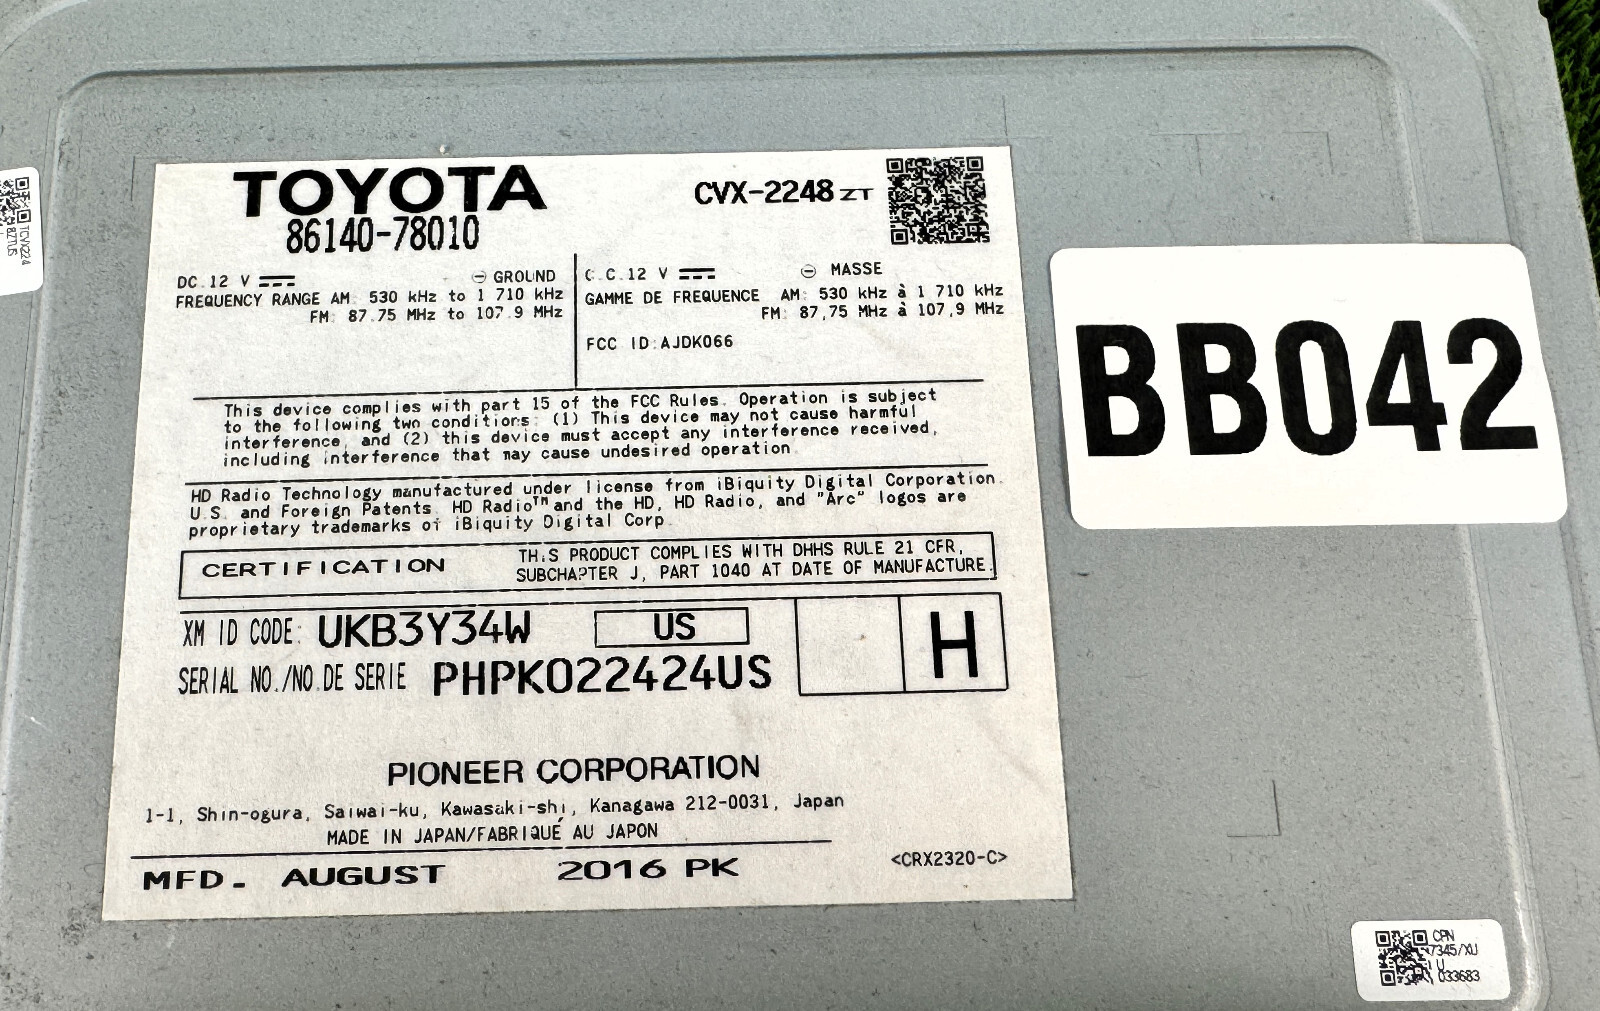 TOYOTA
86140-78010
CVX-2248 ZT
DC 12 V ⊖ GROUND
FREQUENCY RANGE AM: 530 kHz to 1 710 kHz
FM: 87.75 MHz to 107.9 MHz
C.C.12 V ⊖ MASSE
GAMME DE FREQUENCE AM: 530 kHz à 1 710 kHz
FM: 87,75 MHz à 107,9 MHz
FCC ID:AJDK066
This device complies with part 15 of the FCC Rules. Operation is subject
to the following two conditions: (1) This device may not cause harmful
interference, and (2) this device must accept any interference received,
including interference that may cause undesired operation.
HD Radio Technology manufactured under license from iBiquity Digital Corporation.
U.S. and Foreign Patents. HD Radio™ and the HD, HD Radio, and "Arc" logos are
proprietary trademarks of iBiquity Digital Corp.
CERTIFICATION
THIS PRODUCT COMPLIES WITH DHHS RULE 21 CFR,
SUBCHAPTER J, PART 1040 AT DATE OF MANUFACTURE.
XM ID CODE: UKB3Y34W US
SERIAL NO./NO.DE SERIE PHPK022424US
H
PIONEER CORPORATION
1-1, Shin-ogura, Saiwai-ku, Kawasaki-shi, Kanagawa 212-0031, Japan
MADE IN JAPAN/FABRIQUÉ AU JAPON
MFD. AUGUST 2016 PK
<CRX2320-C>
BB042
TCVX224
8ZTUS
CPN
7345/XU
1 U
033683